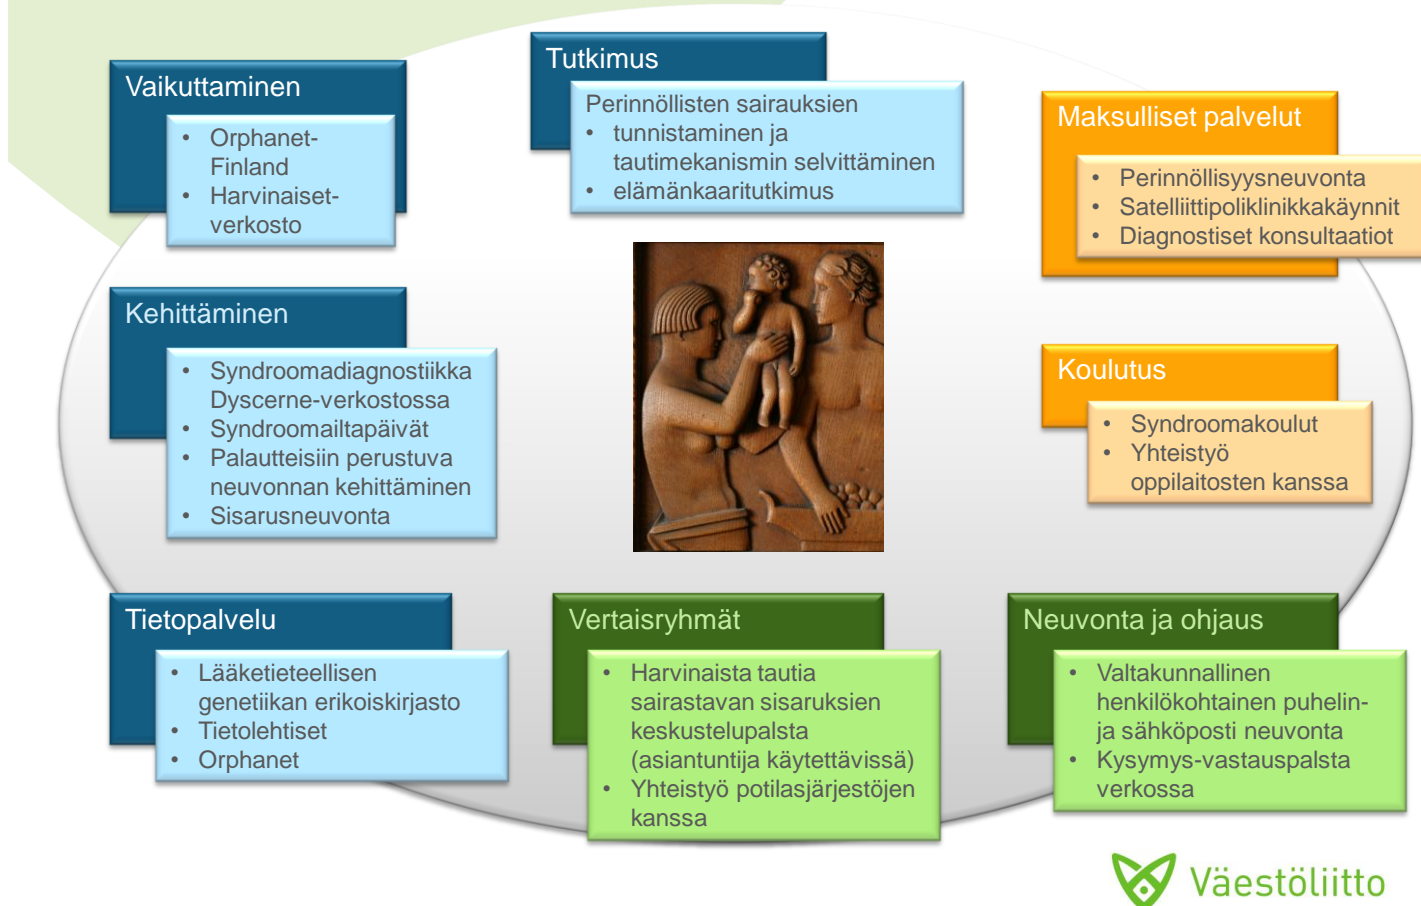 Vaikuttaminen
• Orphanet-
Finland
• Harvinaiset-
verkosto
Tutkimus
Perinnöllisten sairauksien
• tunnistaminen ja
tautimekanismin selvittäminen
• elämänkaaritutkimus
Maksulliset palvelut
• Perinnöllisyysneuvonta
• Satelliittipoliklinikkakäynnit
• Diagnostiset konsultaatiot
Kehittäminen
• Syndroomadiagnostiikka
Dyscerne-verkostossa
• Syndroomailtapäivät
• Palautteisiin perustuva
neuvonnan kehittäminen
• Sisarusneuvonta
Koulutus
• Syndroomakoulut
• Yhteistyö
oppilaitosten kanssa
Tietopalvelu
• Lääketieteellisen
genetiikan erikoiskirjasto
• Tietolehtiset
• Orphanet
Vertaisryhmät
• Harvinaista tautia
sairastavan sisaruksien
keskustelupalsta
(asiantuntija käytettävissä)
• Yhteistyö potilasjärjestöjen
kanssa
Neuvonta ja ohjaus
• Valtakunnallinen
henkilökohtainen puhelin-
ja sähköposti neuvonta
• Kysymys-vastauspalsta
verkossa
Väestöliitto